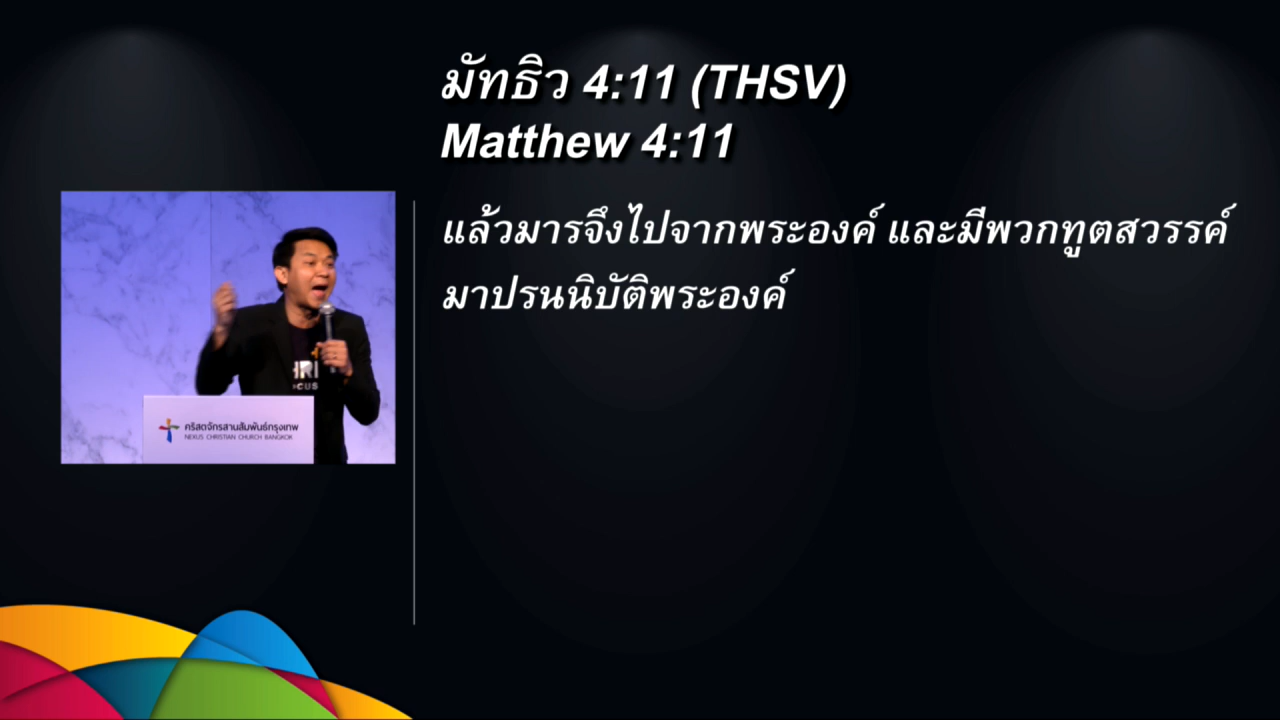 มัทธิว 4:11 (THSV)
Matthew 4:11
แล้วมารจึงไปจากพระองค์ และมีพวกทูตสวรรค์
มาปรนนิบัติพระองค์
HRI
CUS
คริสตจักรสานสัมพันธ์กรุงเทพ
NEXUS CHRISTIAN CHURCH BANGKOK